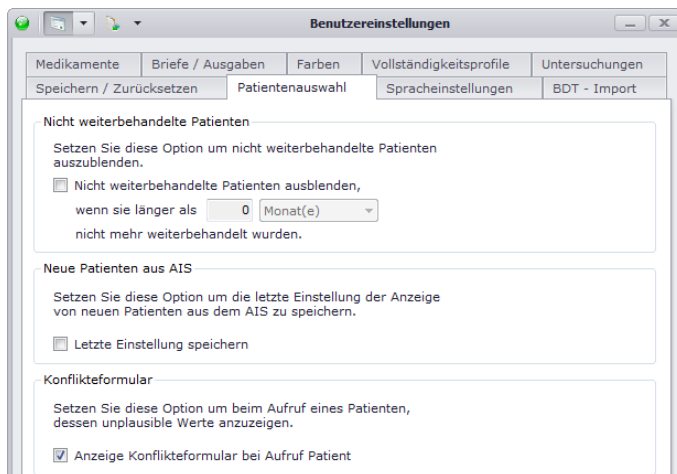 Benutzereinstellungen
Medikamente Briefe / Ausgaben Farben Vollständigkeitsprofile Untersuchungen
Speichern / Zurücksetzen Patientenauswahl Spracheinstellungen BDT - Import
Nicht weiterbehandelte Patienten
Setzen Sie diese Option um nicht weiterbehandelte Patienten
auszublenden.
Nicht weiterbehandelte Patienten ausblenden,
wenn sie länger als 0 Monat(e)
nicht mehr weiterbehandelt wurden.
Neue Patienten aus AIS
Setzen Sie diese Option um die letzte Einstellung der Anzeige
von neuen Patienten aus dem AIS zu speichern.
Letzte Einstellung speichern
Konflikteformular
Setzen Sie diese Option um beim Aufruf eines Patienten,
dessen unplausible Werte anzuzeigen.
Anzeige Konflikteformular bei Aufruf Patient